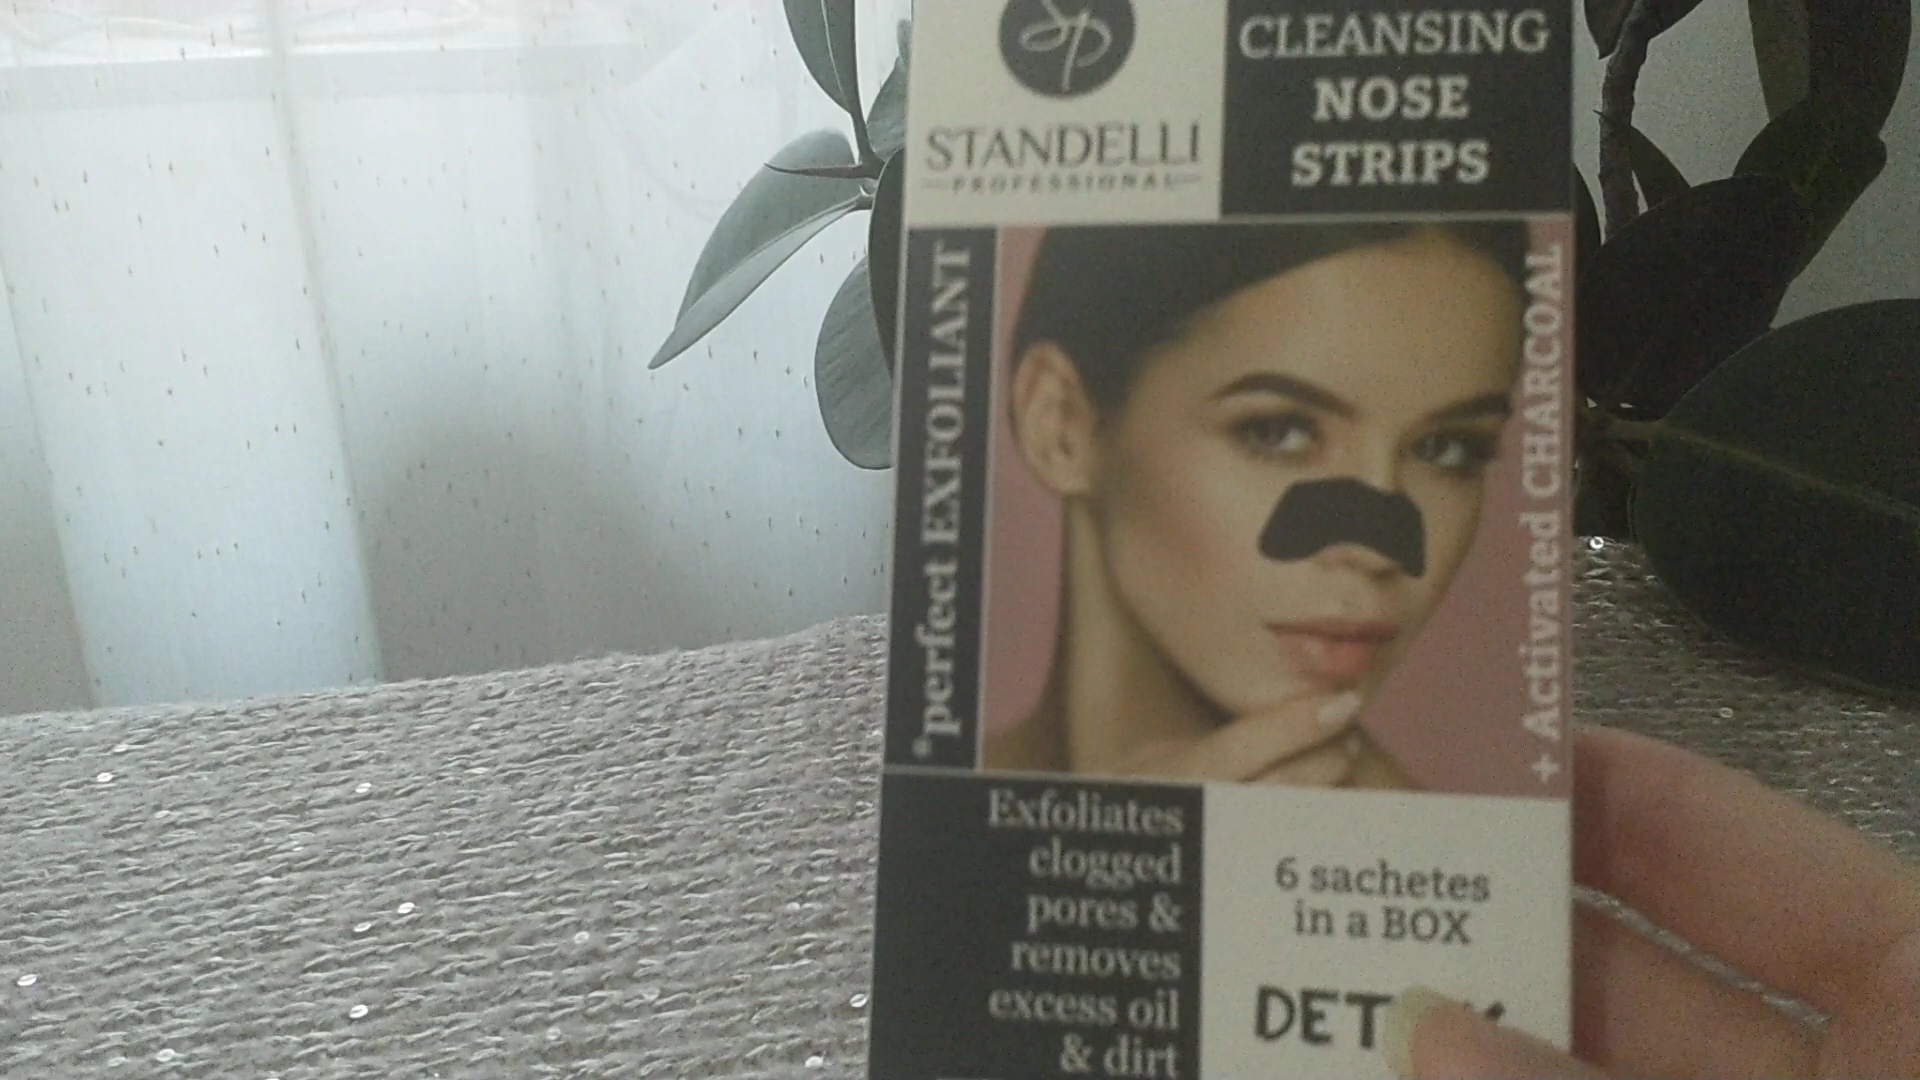 Sp
STANDELLI
PROFESSIONAL
CLEANSING
NOSE
STRIPS
*perfect EXFOLIANT
+ Activated CHARCOAL
Exfoliates
clogged
pores &
removes
excess oil
& dirt
6 sachetes
in a BOX